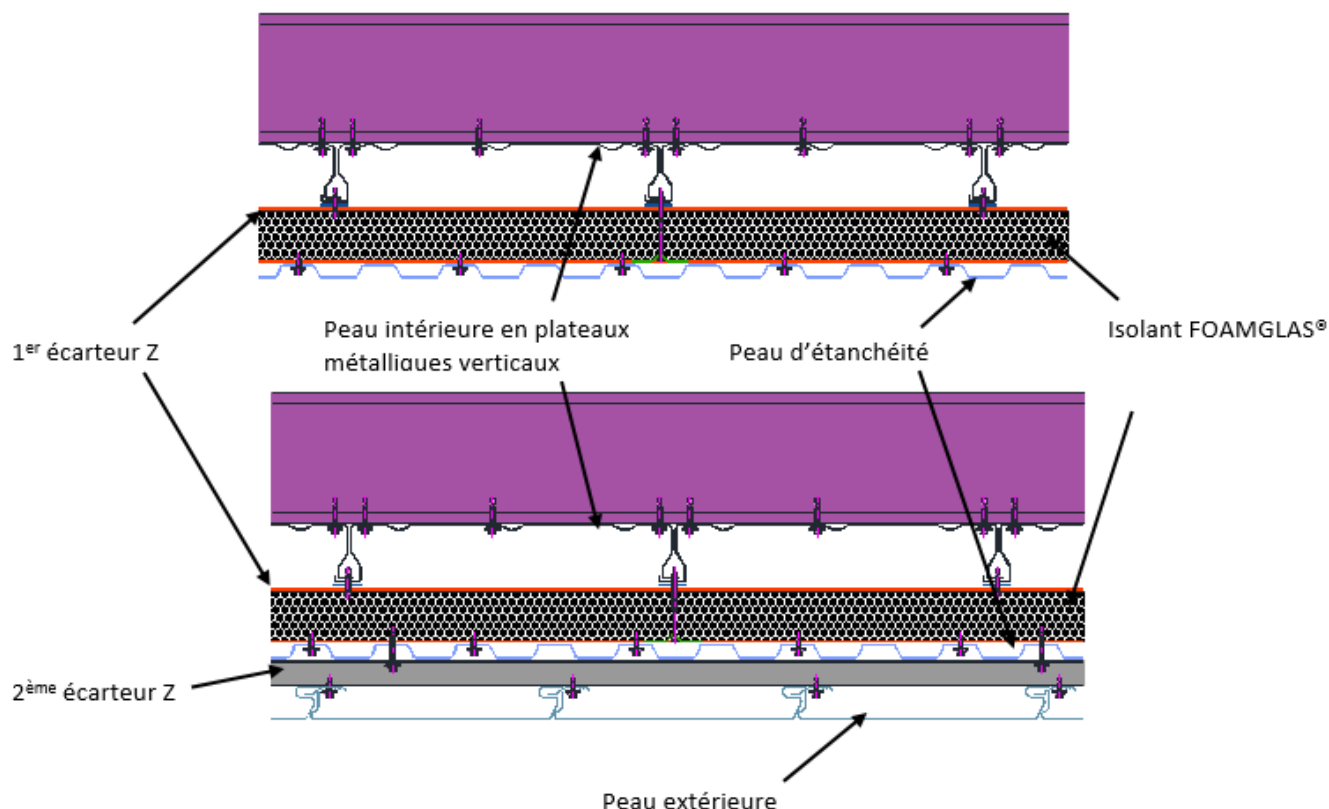 1er écarteur Z
Peau intérieure en plateaux
métalliques verticaux
Peau d'étanchéité
Isolant FOAMGLAS®
2ème écarteur Z
Peau extérieure